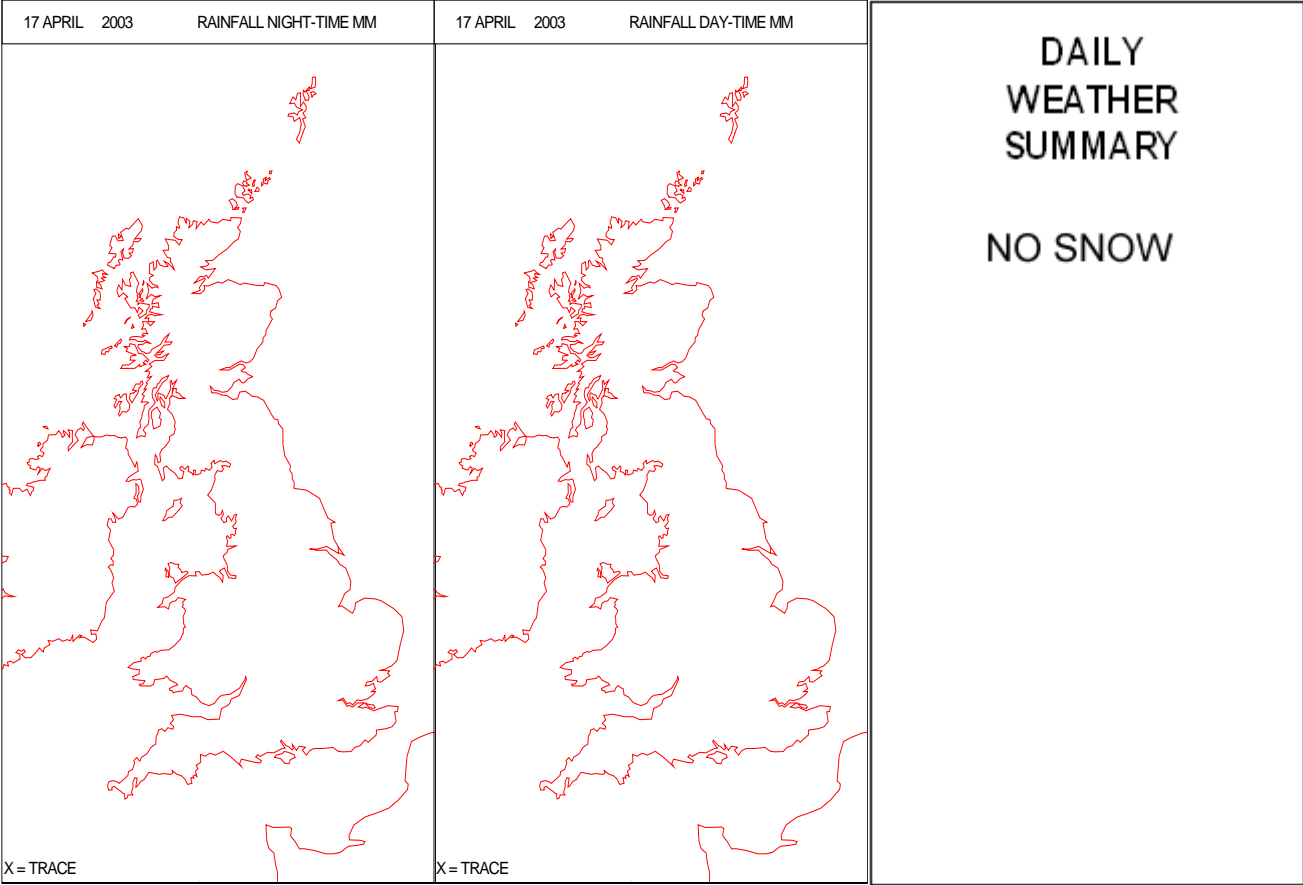 17 APRIL 2003 RAINFALL NIGHT-TIME MM
X = TRACE
17 APRIL 2003 RAINFALL DAY-TIME MM
X = TRACE
DAILY
WEATHER
SUMMARY
NO SNOW